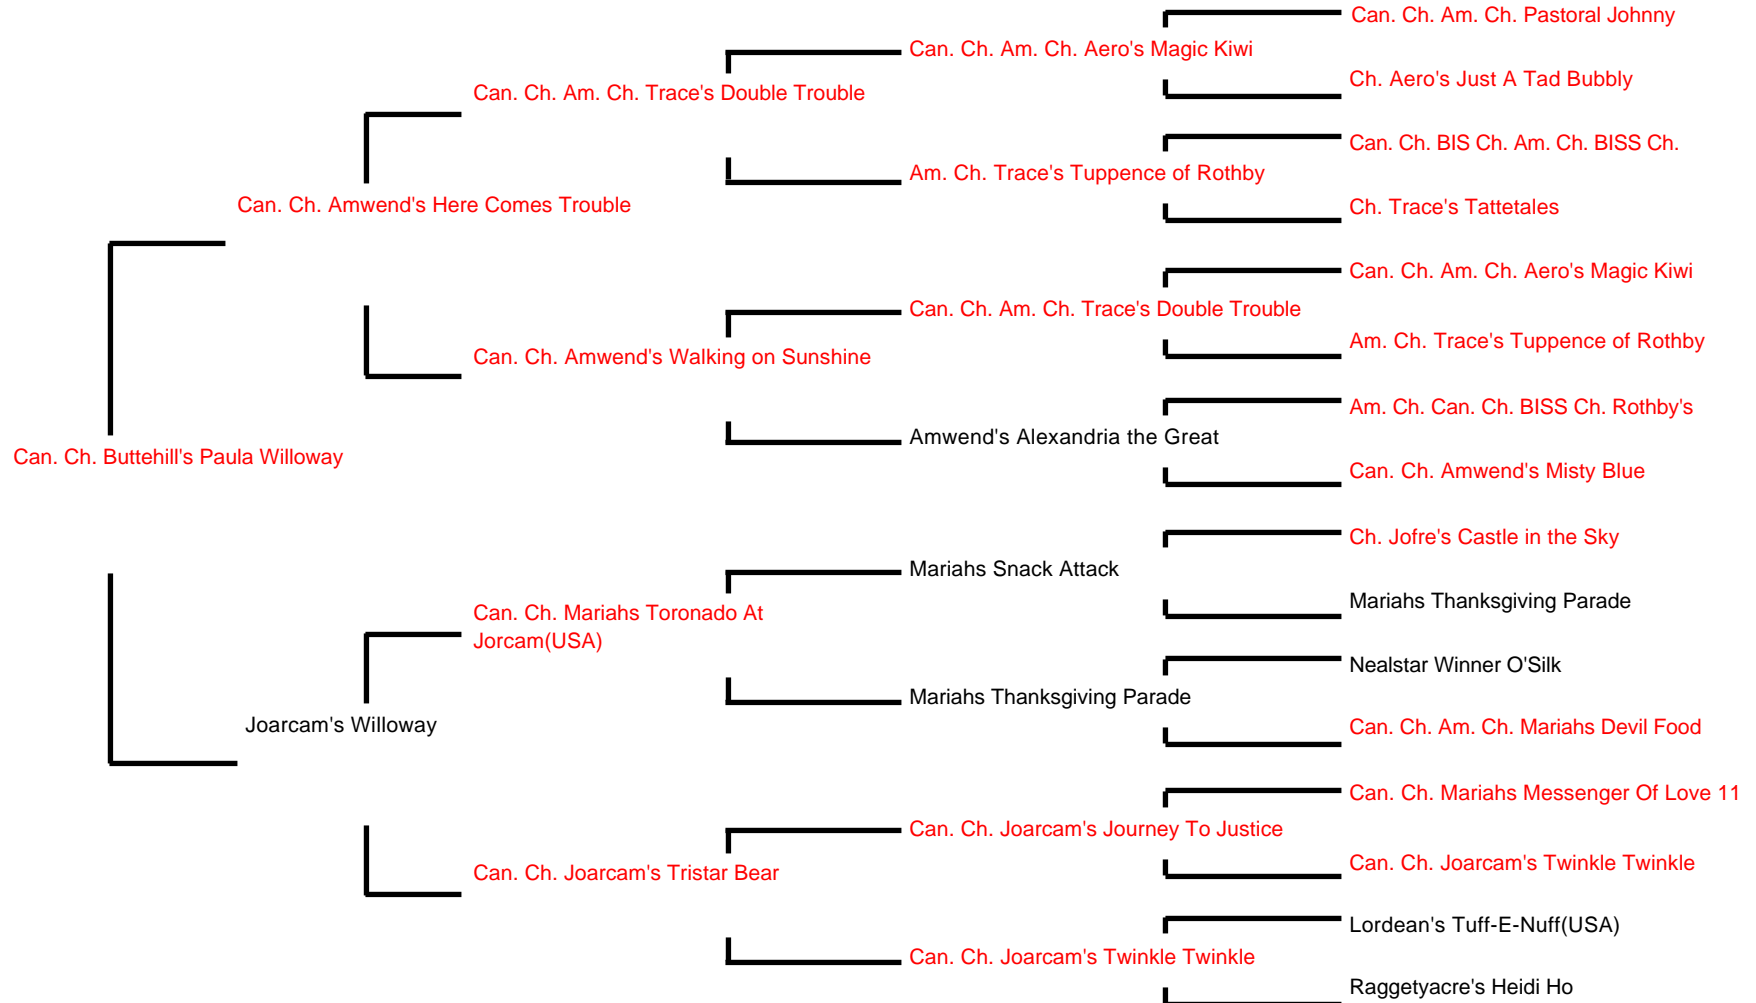 Can. Ch. Am. Ch. Pastoral Johnny
Can. Ch. Am. Ch. Aero's Magic Kiwi
Ch. Aero's Just A Tad Bubbly
Can. Ch. Am. Ch. Trace's Double Trouble
Can. Ch. BIS Ch. Am. Ch. BISS Ch.
Am. Ch. Trace's Tuppence of Rothby
Ch. Trace's Tattetales
Can. Ch. Amwend's Here Comes Trouble
Can. Ch. Am. Ch. Aero's Magic Kiwi
Can. Ch. Am. Ch. Trace's Double Trouble
Am. Ch. Trace's Tuppence of Rothby
Can. Ch. Amwend's Walking on Sunshine
Am. Ch. Can. Ch. BISS Ch. Rothby's
Amwend's Alexandria the Great
Can. Ch. Amwend's Misty Blue
Can. Ch. Buttehill's Paula Willoway
Ch. Jofre's Castle in the Sky
Mariahs Snack Attack
Mariahs Thanksgiving Parade
Can. Ch. Mariahs Toronado At
Jorcam(USA)
Nealstar Winner O'Silk
Mariahs Thanksgiving Parade
Can. Ch. Am. Ch. Mariahs Devil Food
Joarcam's Willoway
Can. Ch. Mariahs Messenger Of Love 11
Can. Ch. Joarcam's Journey To Justice
Can. Ch. Joarcam's Twinkle Twinkle
Can. Ch. Joarcam's Tristar Bear
Lordean's Tuff-E-Nuff(USA)
Can. Ch. Joarcam's Twinkle Twinkle
Raggetyacre's Heidi Ho